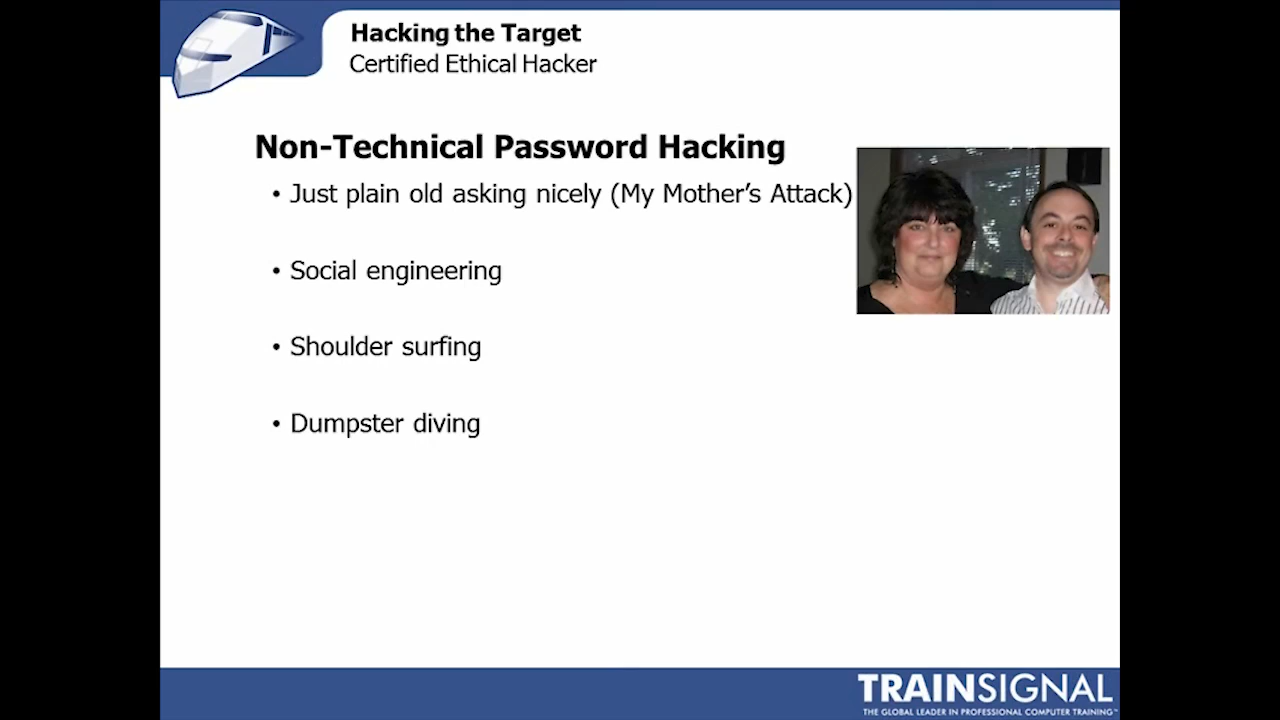 Hacking the Target
Certified Ethical Hacker
Non-Technical Password Hacking
• Just plain old asking nicely (My Mother’s Attack)
• Social engineering
• Shoulder surfing
• Dumpster diving
TRAINSIGNAL
THE GLOBAL LEADER IN PROFESSIONAL COMPUTER TRAINING™